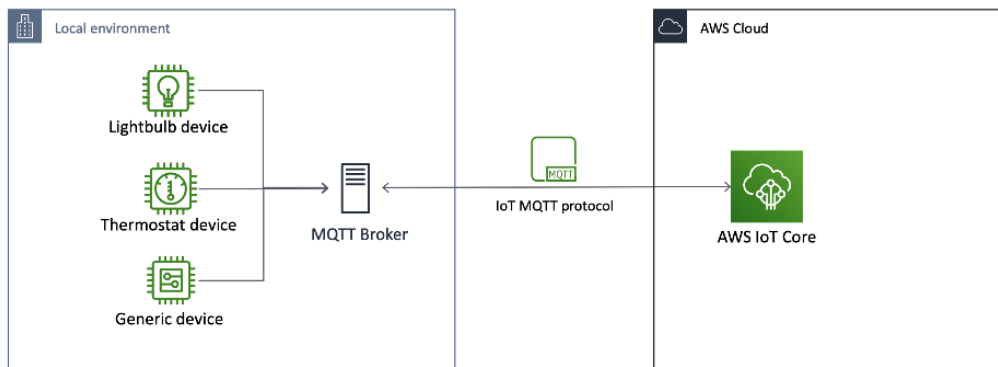 Local environment
AWS Cloud
Lightbulb device
MQTT
Thermostat device
IoT MQTT protocol
MQTT Broker
AWS IoT Core
Generic device